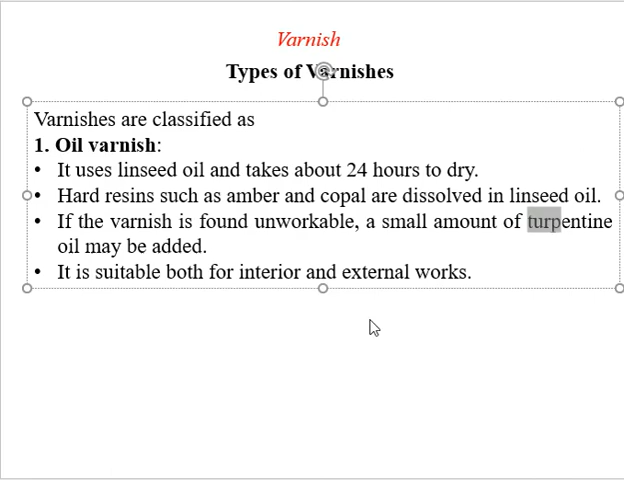 Varnish
Types of Varnishes
Varnishes are classified as
1. Oil varnish:
• It uses linseed oil and takes about 24 hours to dry.
• Hard resins such as amber and copal are dissolved in linseed oil.
• If the varnish is found unworkable, a small amount of turpentine
oil may be added.
• It is suitable both for interior and external works.